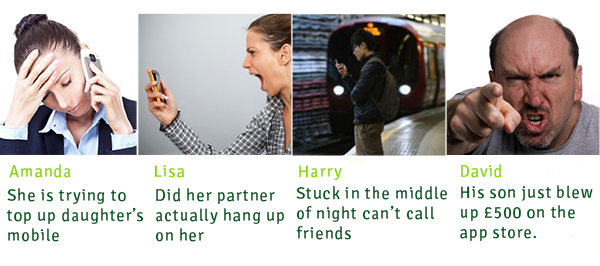 Amanda
She is trying to
top up daughter's
mobile
Lisa
Did her partner
actually hang up
on her
Harry
Stuck in the middle
of night can't call
friends
David
His son just blew
up £500 on the
app store.